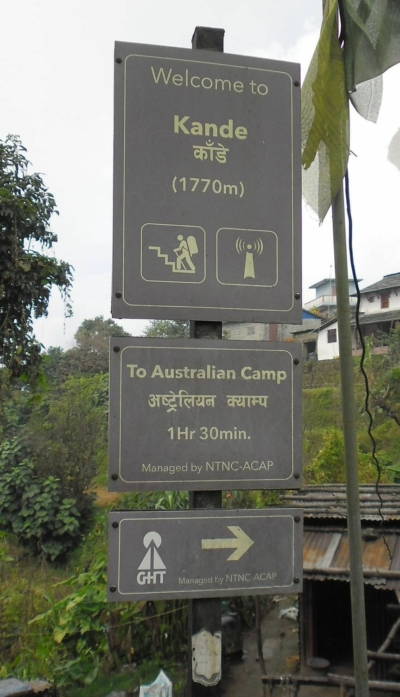 Welcome to
Kande
काँडे
(1770m)
To Australian Camp
अष्ट्रेलियन क्याम्प
1Hr 30min.
Managed by NTNC-ACAP
GHT
Managed by NTNC-ACAP